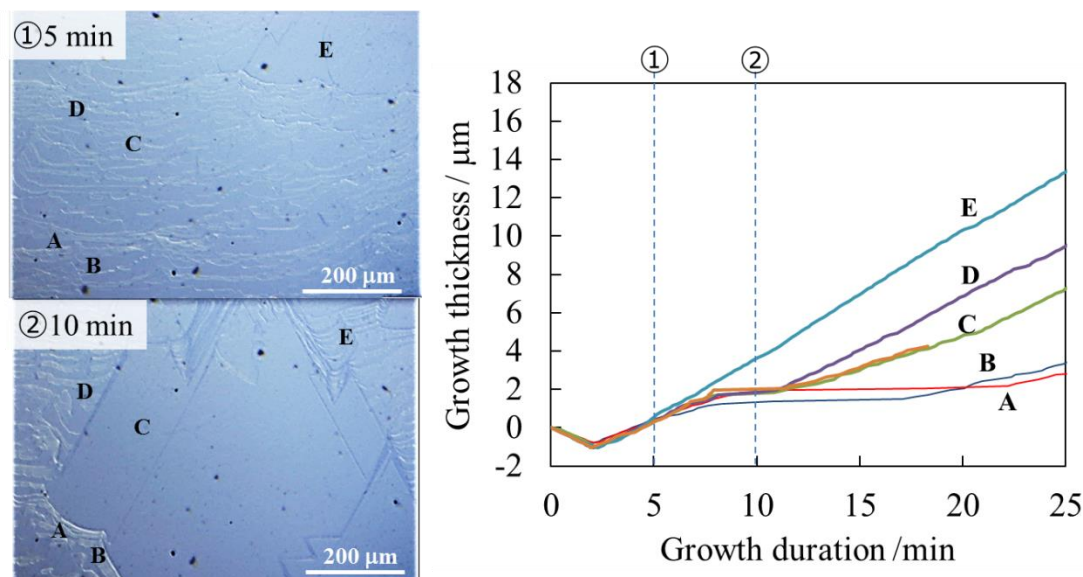 ①5 min
E
D
C
A
B
200 μm
②10 min
E
D
C
A
B
200 μm
① ②
Growth thickness / μm
18
16
14
12
10
8
6
4
2
0
-2
E
D
C
B
A
0 5 10 15 20 25
Growth duration /min